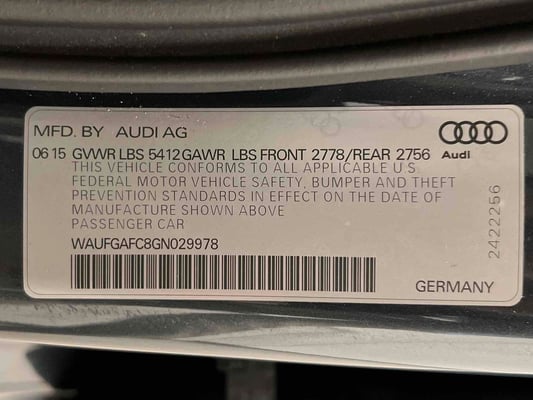 MFD. BY AUDI AG
Audi
06 15 GVWR LBS 5412 GAWR LBS FRONT 2778/REAR 2756
THIS VEHICLE CONFORMS TO ALL APPLICABLE U.S
FEDERAL MOTOR VEHICLE SAFETY, BUMPER AND THEFT
PREVENTION STANDARDS IN EFFECT ON THE DATE OF
MANUFACTURE SHOWN ABOVE
PASSENGER CAR
WAUFGAFC8GN029978
GERMANY
2422256